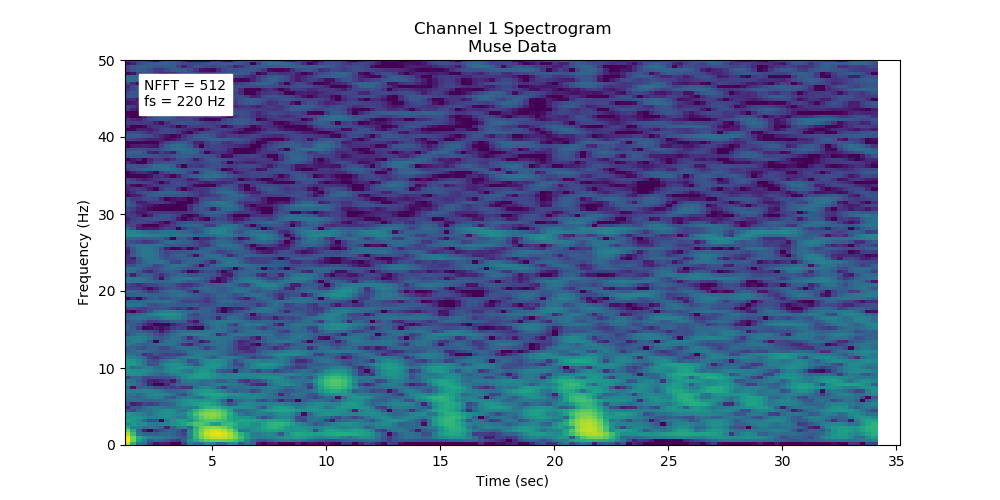 Channel 1 Spectrogram
Muse Data
NFFT = 512
fs = 220 Hz
50
40
30
20
10
0
Frequency (Hz)
5
10
15
20
25
30
35
Time (sec)